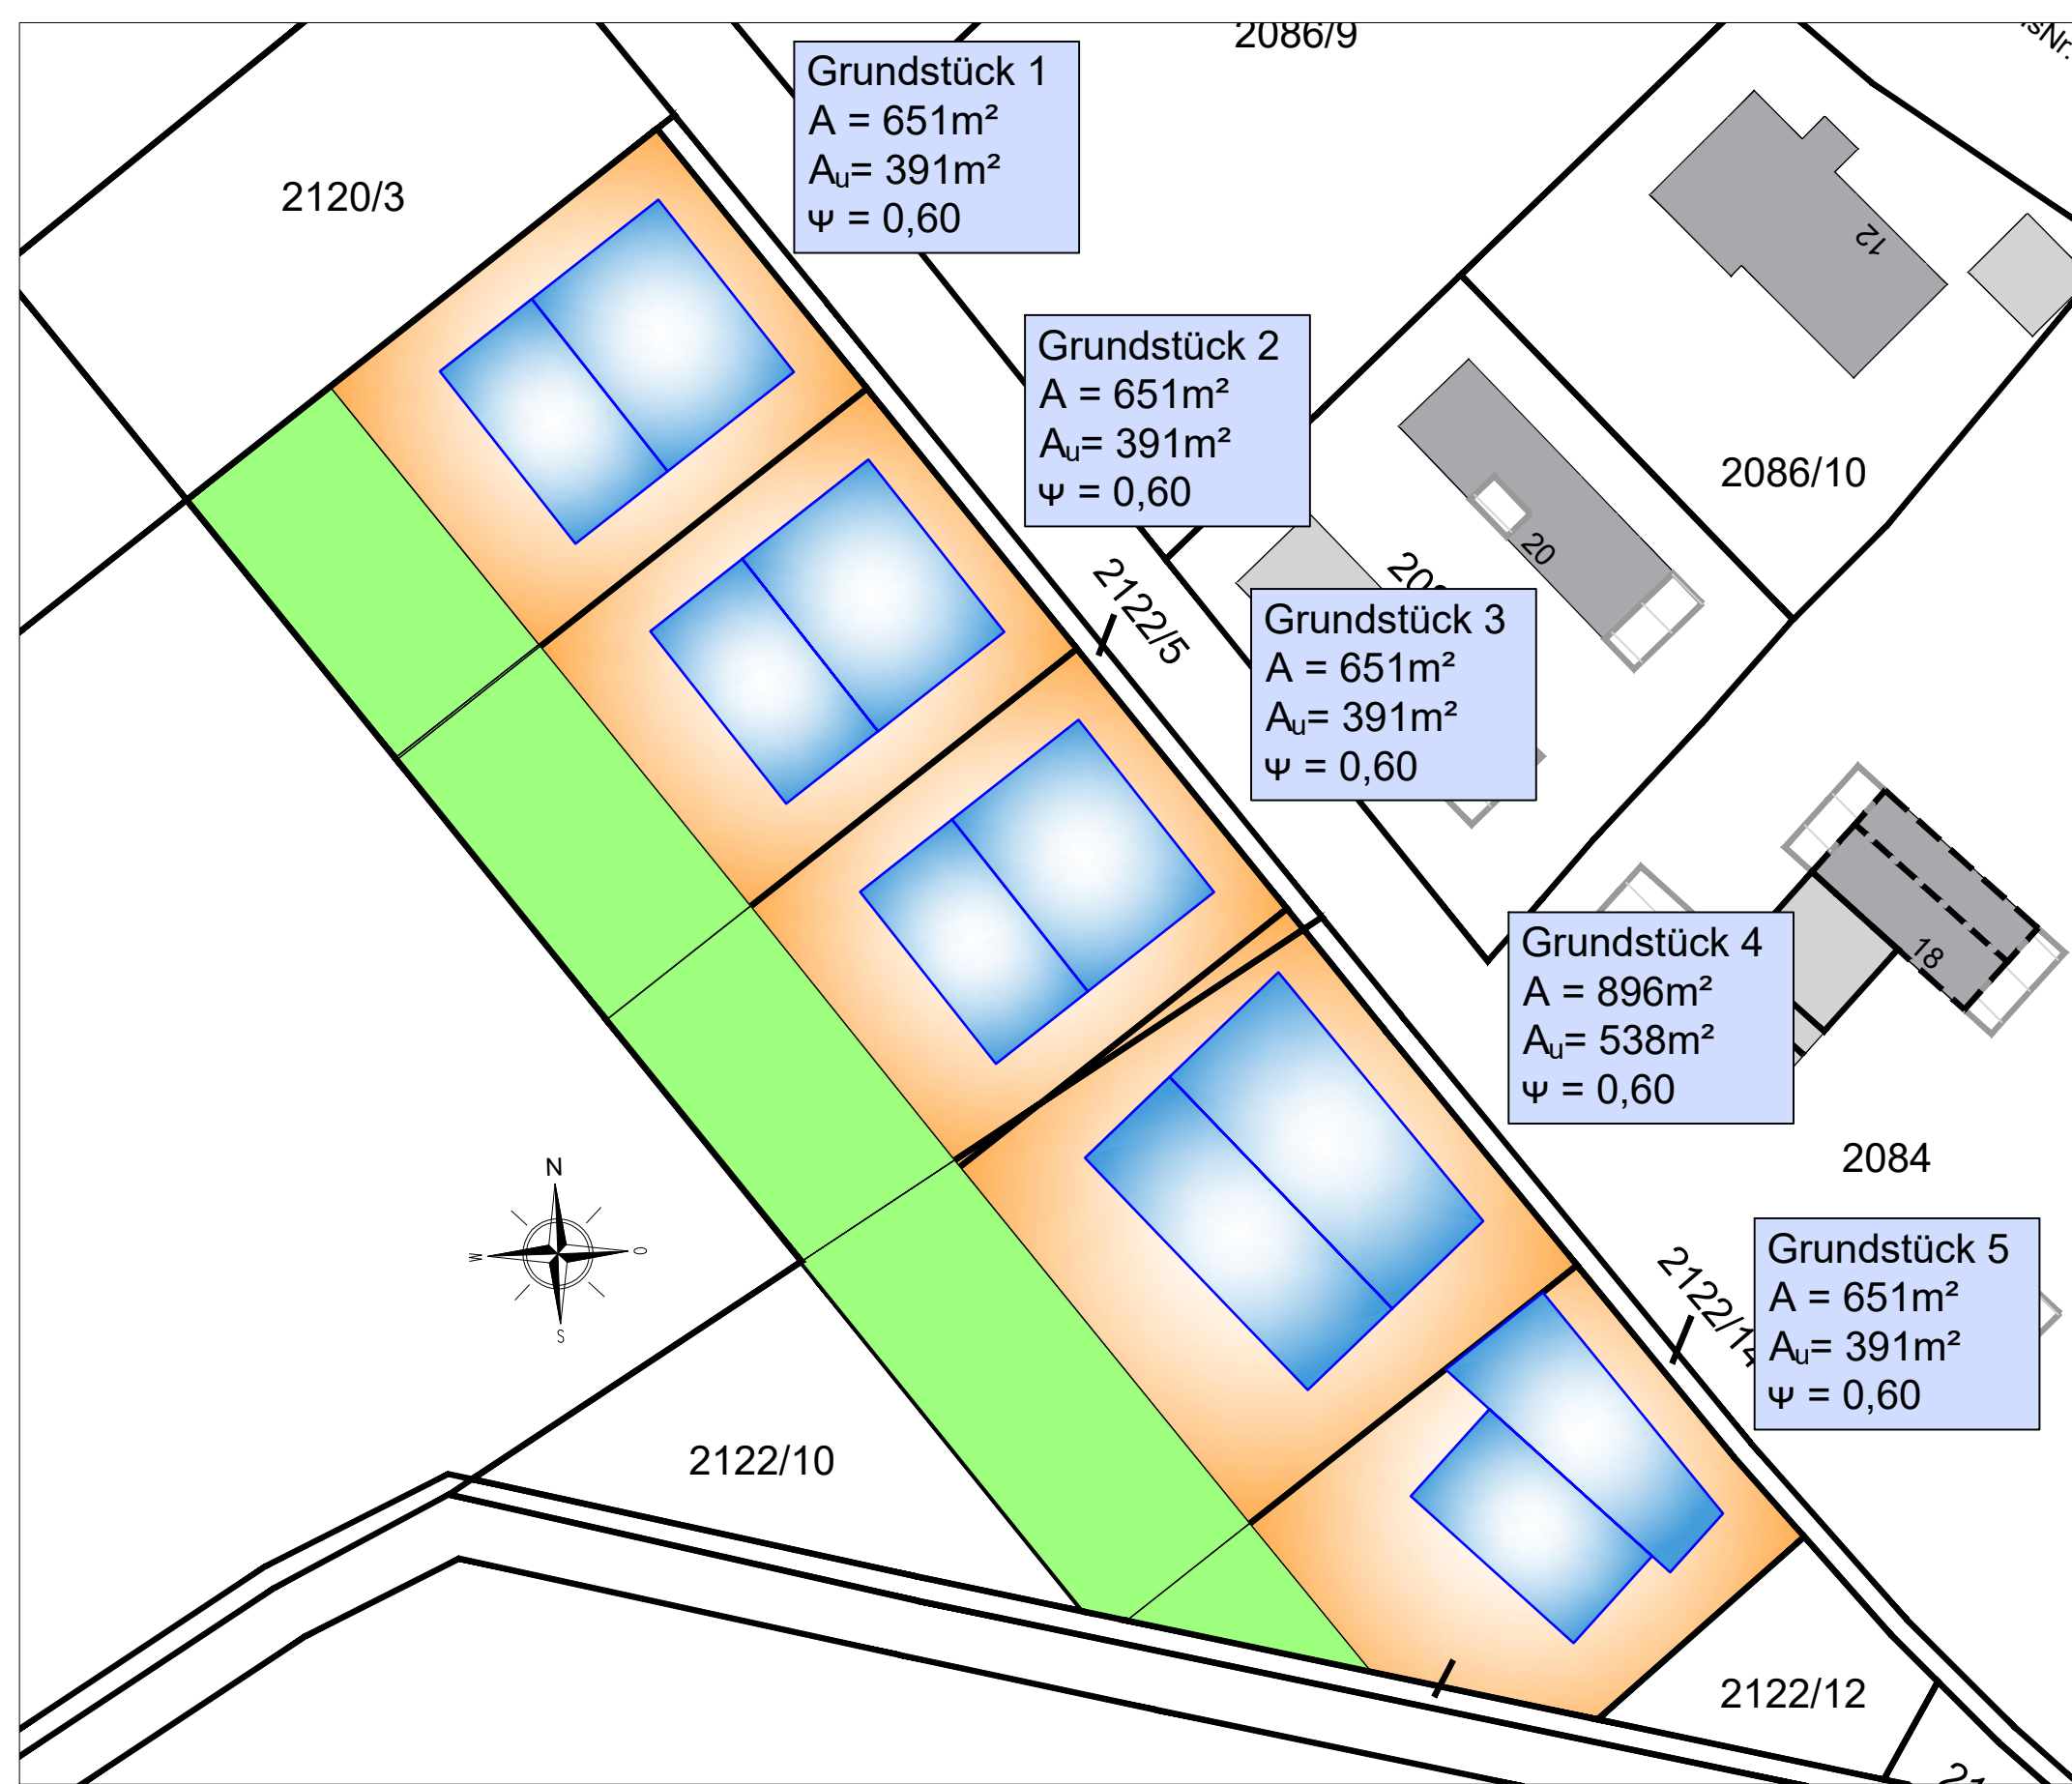 2086/9
Grundstück 1
A = 651m²
Aᵤ= 391m²
Ψ = 0,60
2120/3
12
Grundstück 2
A = 651m²
Aᵤ= 391m²
Ψ = 0,60
2086/10
20
2122/5
Grundstück 3
A = 651m²
Aᵤ= 391m²
Ψ = 0,60
18
Grundstück 4
A = 896m²
Aᵤ= 538m²
Ψ = 0,60
2084
N
W
O
S
2122/14
Grundstück 5
A = 651m²
Aᵤ= 391m²
Ψ = 0,60
2122/10
2122/12